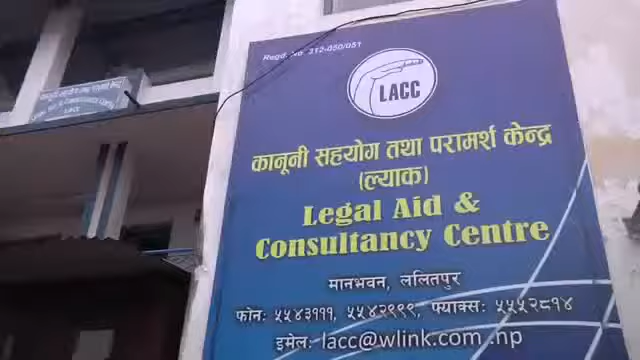 Regd. No. 312-050/051
LACC
कानूनी सहयोग तथा परामर्श केन्द्र
(ल्याक)
Legal Aid &
Consultancy Centre
मानभवन, ललितपुर
फोन: ५५४३१११, ५५४२९९९, फ्याक्स: ५५५२८१४
इमेल: lacc@wlink.com.np